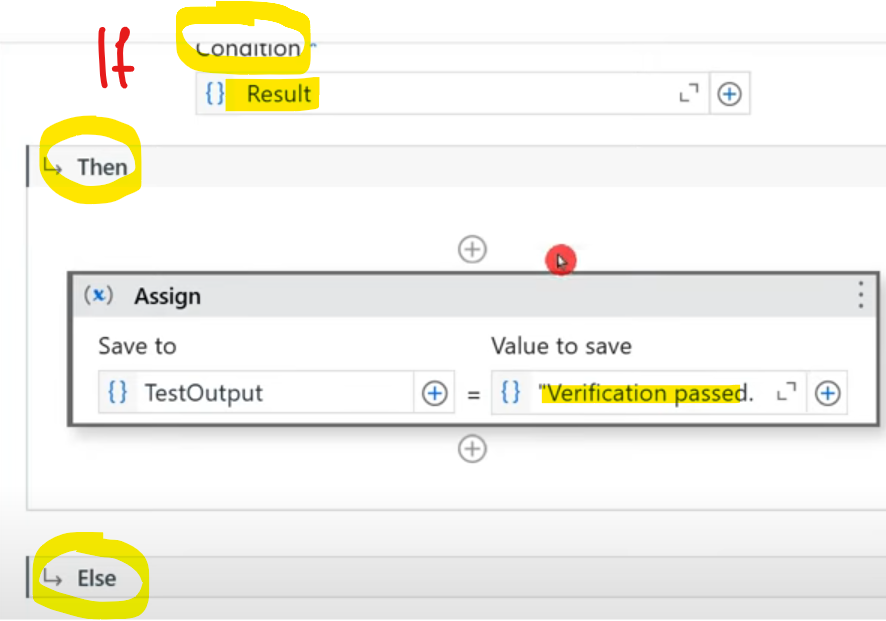 If
Condition *
{} Result
Then
(x) Assign
Save to
Value to save
{} TestOutput = {} "Verification passed.
Else